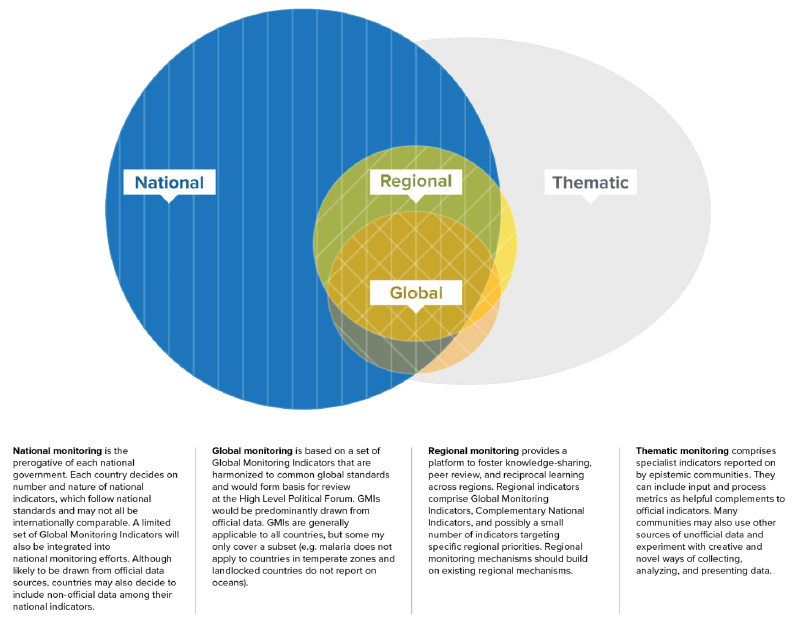 National
Regional
Thematic
Global
National monitoring is the
prerogative of each national
government. Each country decides on
number and nature of national
indicators, which follow national
standards and may not all be
internationally comparable. A limited
set of Global Monitoring Indicators will
also be integrated into
national monitoring efforts. Although
likely to be drawn from official data
sources, countries may also decide to
include non-official data among their
national indicators.
Global monitoring is based on a set of
Global Monitoring Indicators that are
harmonized to common global standards
and would form basis for review
at the High Level Political Forum. GMIs
would be predominantly drawn from
official data. GMIs are generally
applicable to all countries, but some my
only cover a subset (e.g. malaria does not
apply to countries in temperate zones and
landlocked countries do not report on
oceans).
Regional monitoring provides a
platform to foster knowledge-sharing,
peer review, and reciprocal learning
across regions. Regional indicators
comprise Global Monitoring
Indicators, Complementary National
Indicators, and possibly a small
number of indicators targeting
specific regional priorities. Regional
monitoring mechanisms should build
on existing regional mechanisms.
Thematic monitoring comprises
specialist indicators reported on
by epistemic communities. They
can include input and process
metrics as helpful complements to
official indicators. Many
communities may also use other
sources of unofficial data and
experiment with creative and
novel ways of collecting,
analyzing, and presenting data.